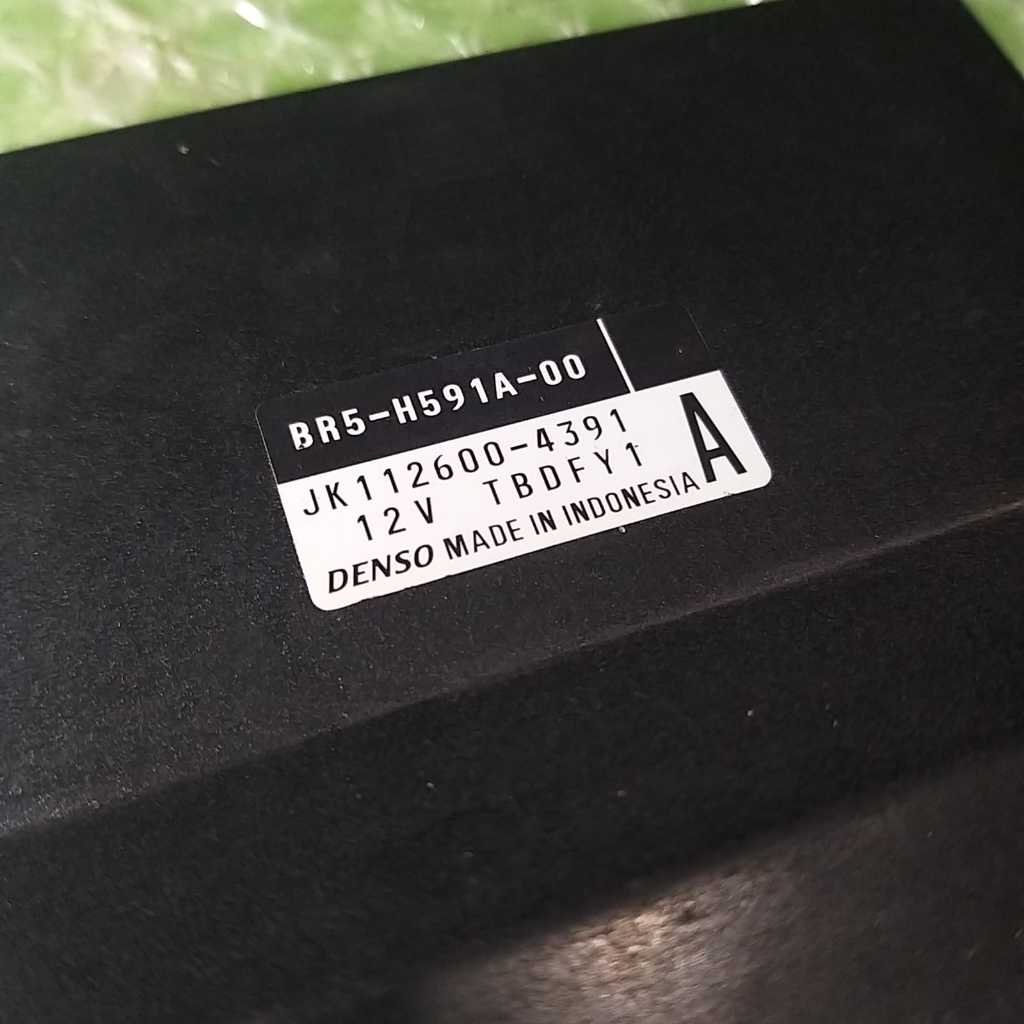 BR5-H591A-00
JK112600-4391
12V TBDFY1
A
DENSO MADE IN INDONESIA